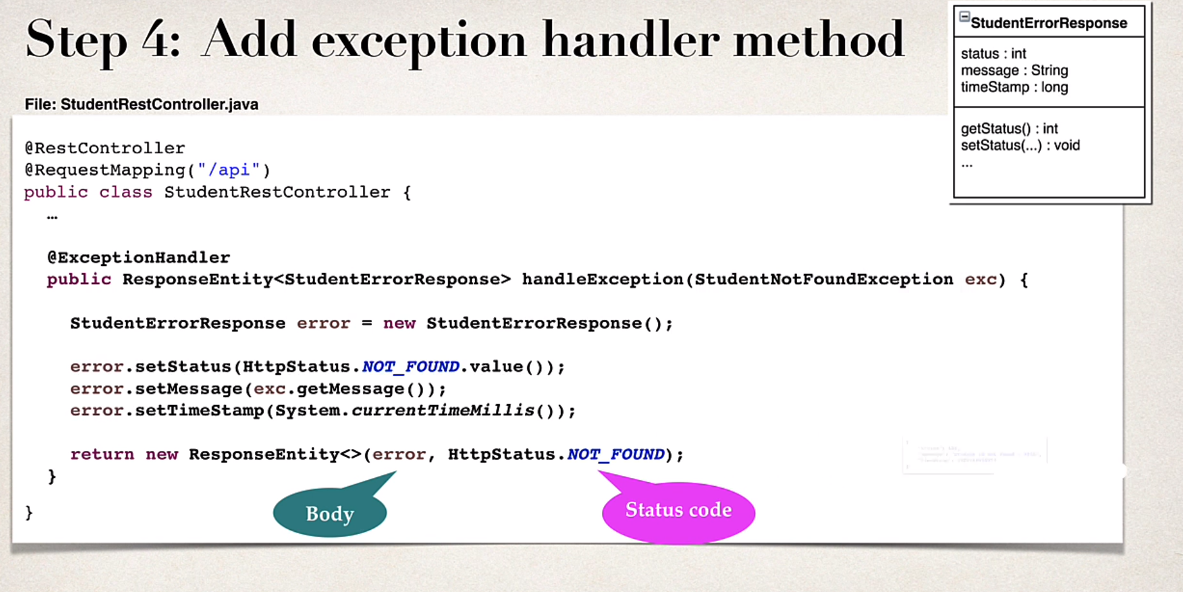 Step 4: Add exception handler method
StudentErrorResponse
status : int
message : String
timeStamp : long
getStatus() : int
setStatus(...) : void
...
File: StudentRestController.java
@RestController
@RequestMapping("/api")
public class StudentRestController {
…
@ExceptionHandler
public ResponseEntity<StudentErrorResponse> handleException(StudentNotFoundException exc) {
StudentErrorResponse error = new StudentErrorResponse();
error.setStatus(HttpStatus.NOT_FOUND.value());
error.setMessage(exc.getMessage());
error.setTimeStamp(System.currentTimeMillis());
return new ResponseEntity<>(error, HttpStatus.NOT_FOUND);
}
}
Body
Status code